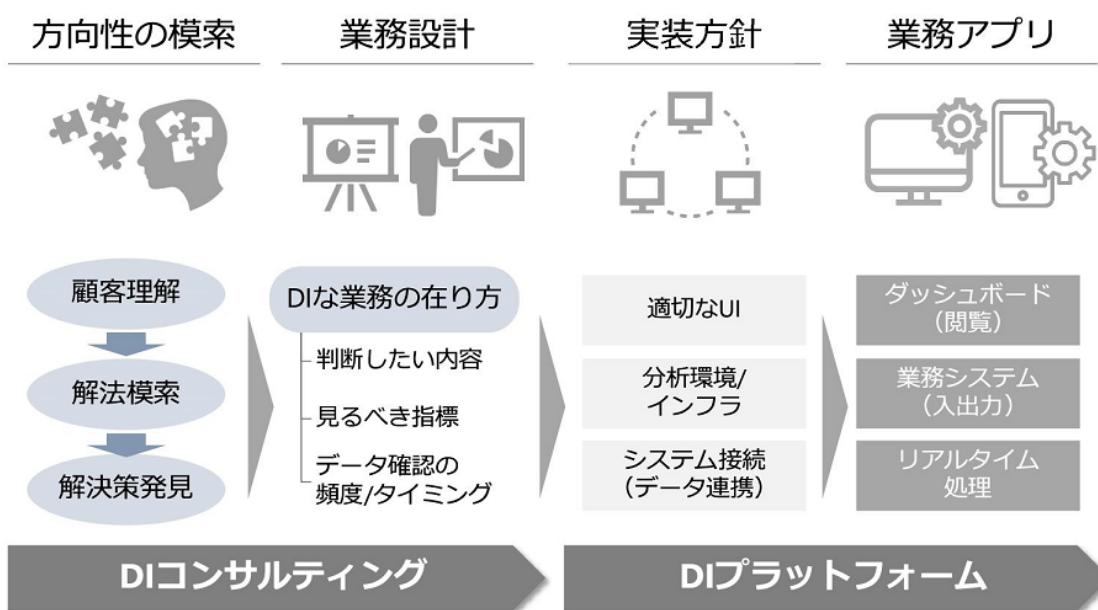 方向性の模索
業務設計
実装方針
業務アプリ
顧客理解
解法模索
解決策発見
DIな業務の在り方
判断したい内容
見るべき指標
データ確認の
頻度/タイミング
適切なUI
分析環境/
インフラ
システム接続
(データ連携)
ダッシュボード
(閲覧)
業務システム
(入出力)
リアルタイム
処理
DIコンサルティング
DIプラットフォーム